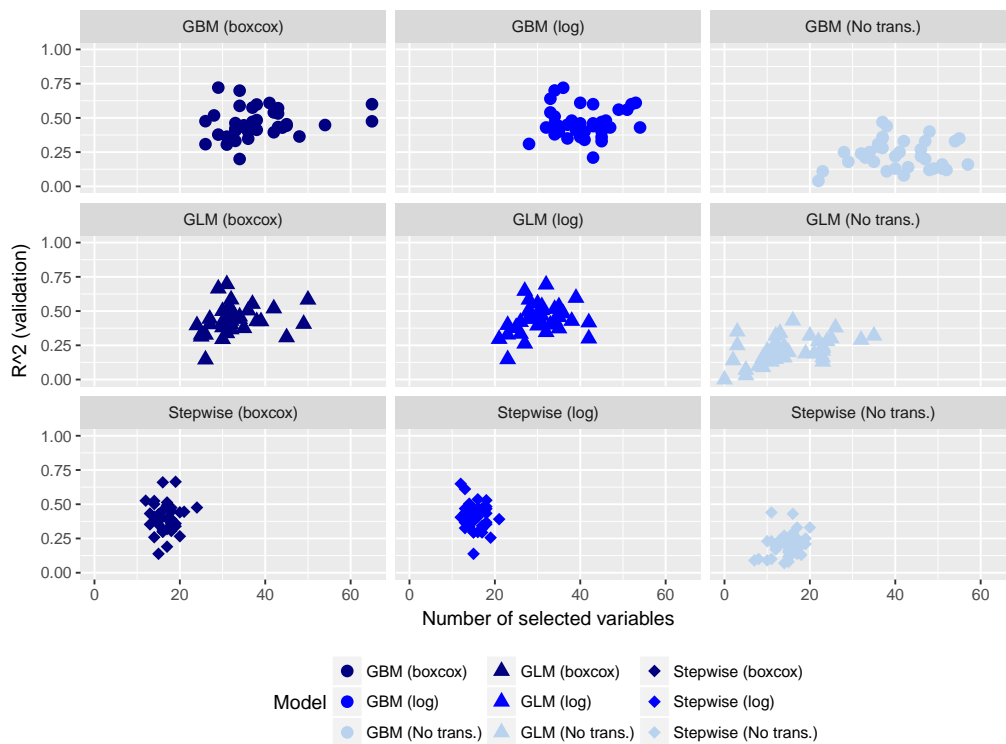 GBM (boxcox) GBM (log) GBM (No trans.)
1.00
0.75
0.50
0.25
0.00
GLM (boxcox) GLM (log) GLM (No trans.)
1.00
0.75
0.50
0.25
0.00
Stepwise (boxcox) Stepwise (log) Stepwise (No trans.)
1.00
0.75
0.50
0.25
0.00
R^2 (validation)
0 20 40 60 0 20 40 60 0 20 40 60
Number of selected variables
Model
GBM (boxcox) GLM (boxcox) Stepwise (boxcox)
GBM (log) GLM (log) Stepwise (log)
GBM (No trans.) GLM (No trans.) Stepwise (No trans.)